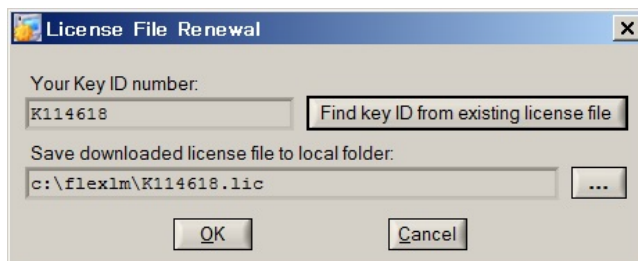 License File Renewal
Your Key ID number:
K114618
Find key ID from existing license file
Save downloaded license file to local folder:
c:\flexlm\K114618.lic
...
OK
Cancel